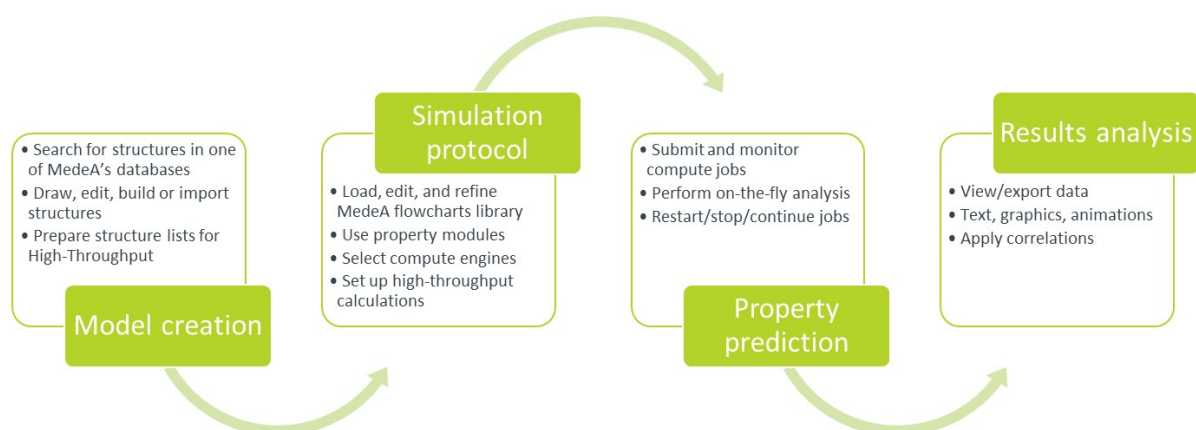 • Search for structures in one
of MedeA's databases
• Draw, edit, build or import
structures
• Prepare structure lists for
High-Throughput
Model creation
Simulation
protocol
• Load, edit, and refine
MedeA flowcharts library
• Use property modules
• Select compute engines
• Set up high-throughput
calculations
• Submit and monitor
compute jobs
• Perform on-the-fly analysis
• Restart/stop/continue jobs
Property
prediction
Results analysis
• View/export data
• Text, graphics, animations
• Apply correlations